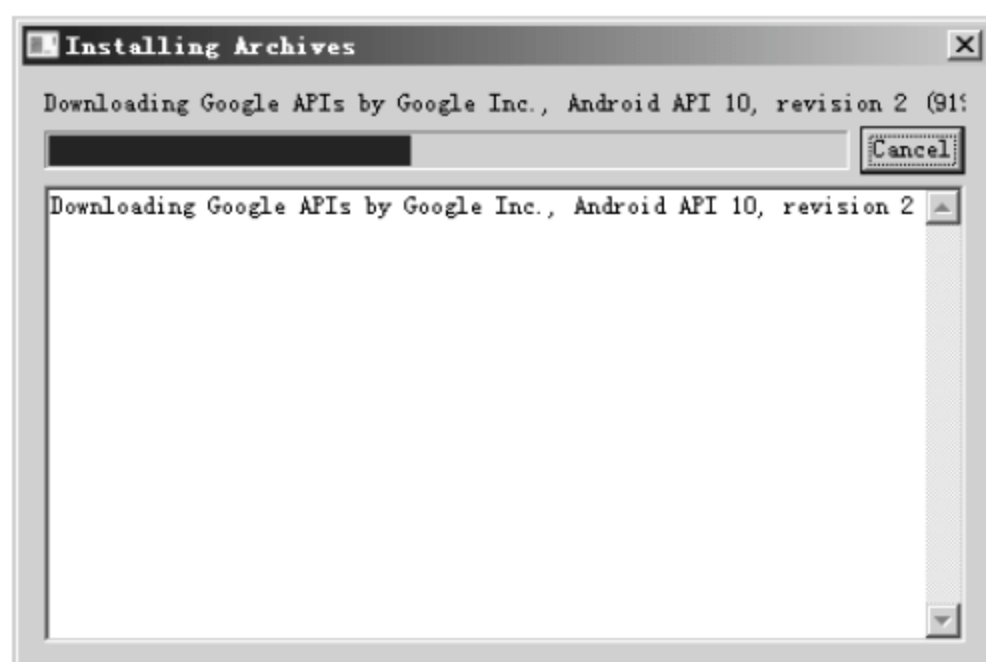 Installing Archives
Downloading Google APIs by Google Inc., Android API 10, revision 2 (91%
Cancel
Downloading Google APIs by Google Inc., Android API 10, revision 2